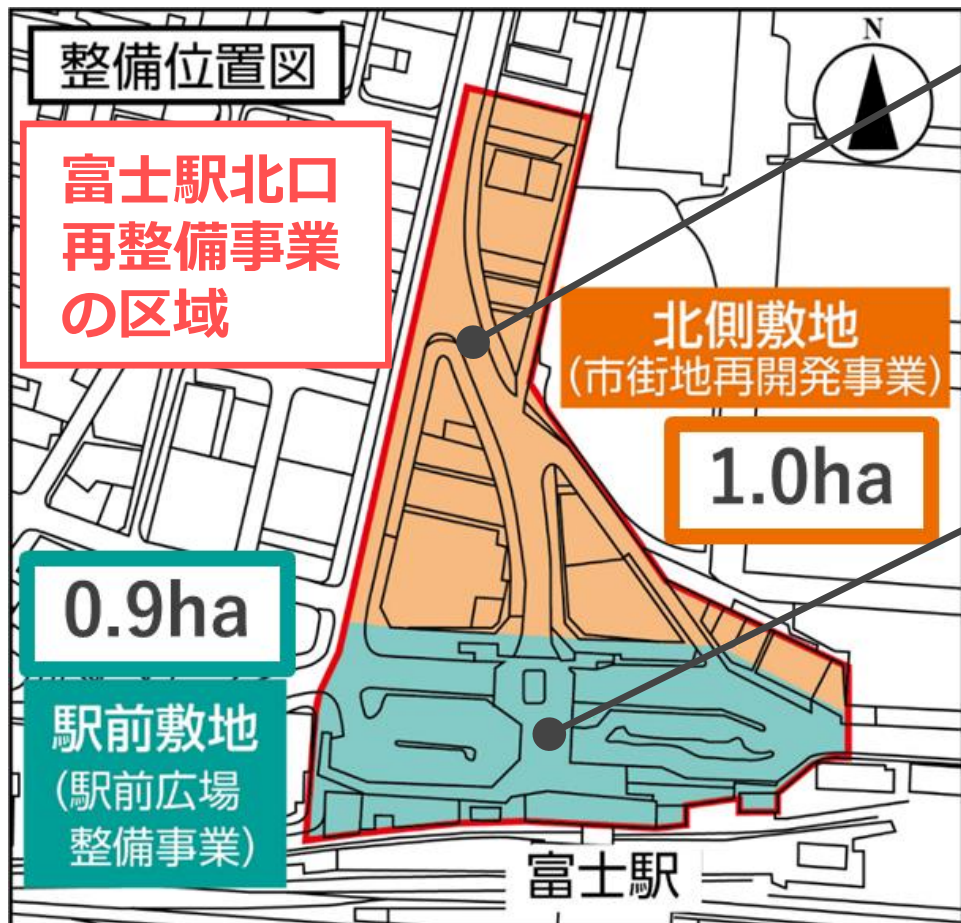 整備位置図
N
富士駅北口
再整備事業
の区域
北側敷地
(市街地再開発事業)
1.0ha
0.9ha
駅前敷地
(駅前広場
整備事業)
富士駅